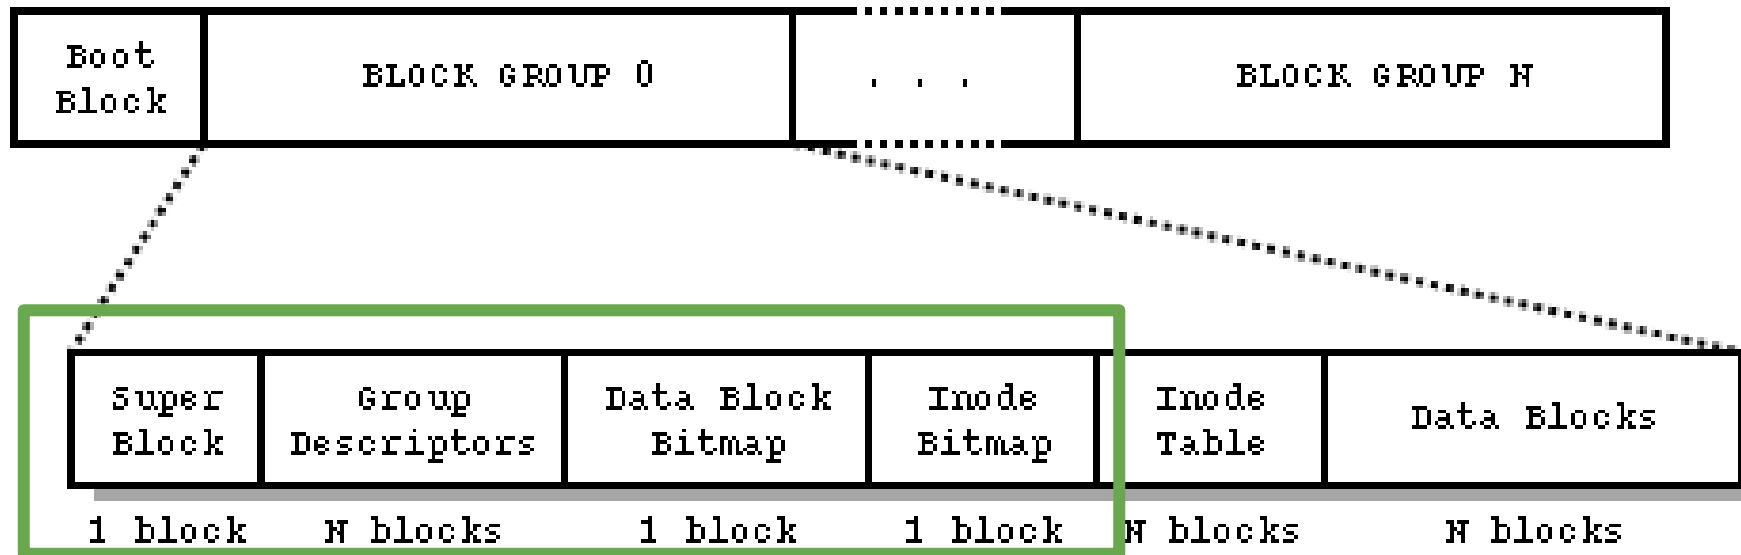 Boot
Block
BLOCK GROUP 0
. . .
BLOCK GROUP N
Super
Block
Group
Descriptors
Data Block
Bitmap
Inode
Bitmap
Inode
Table
Data Blocks
1 block
N blocks
1 block
1 block
N blocks
N blocks